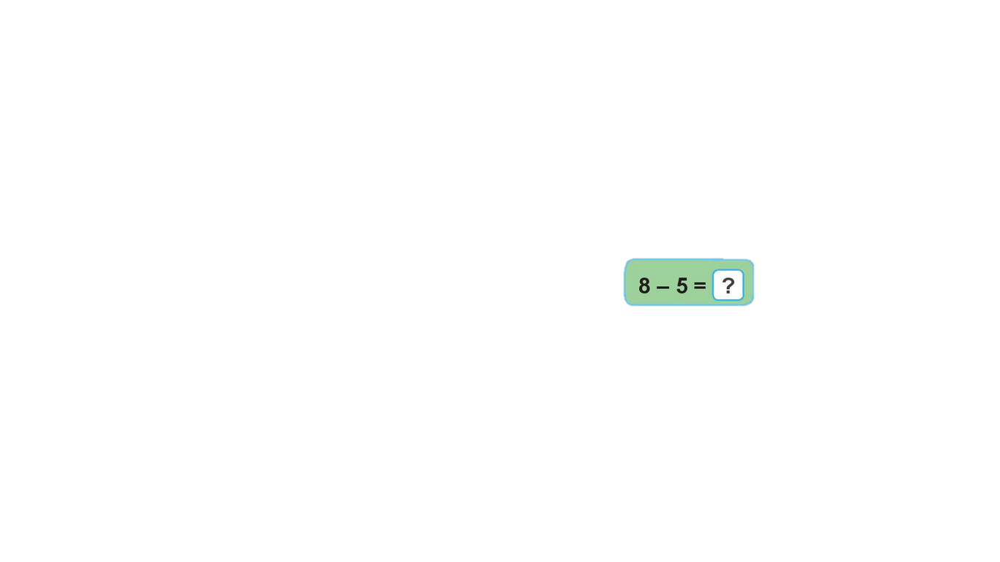 8 – 5 = ?